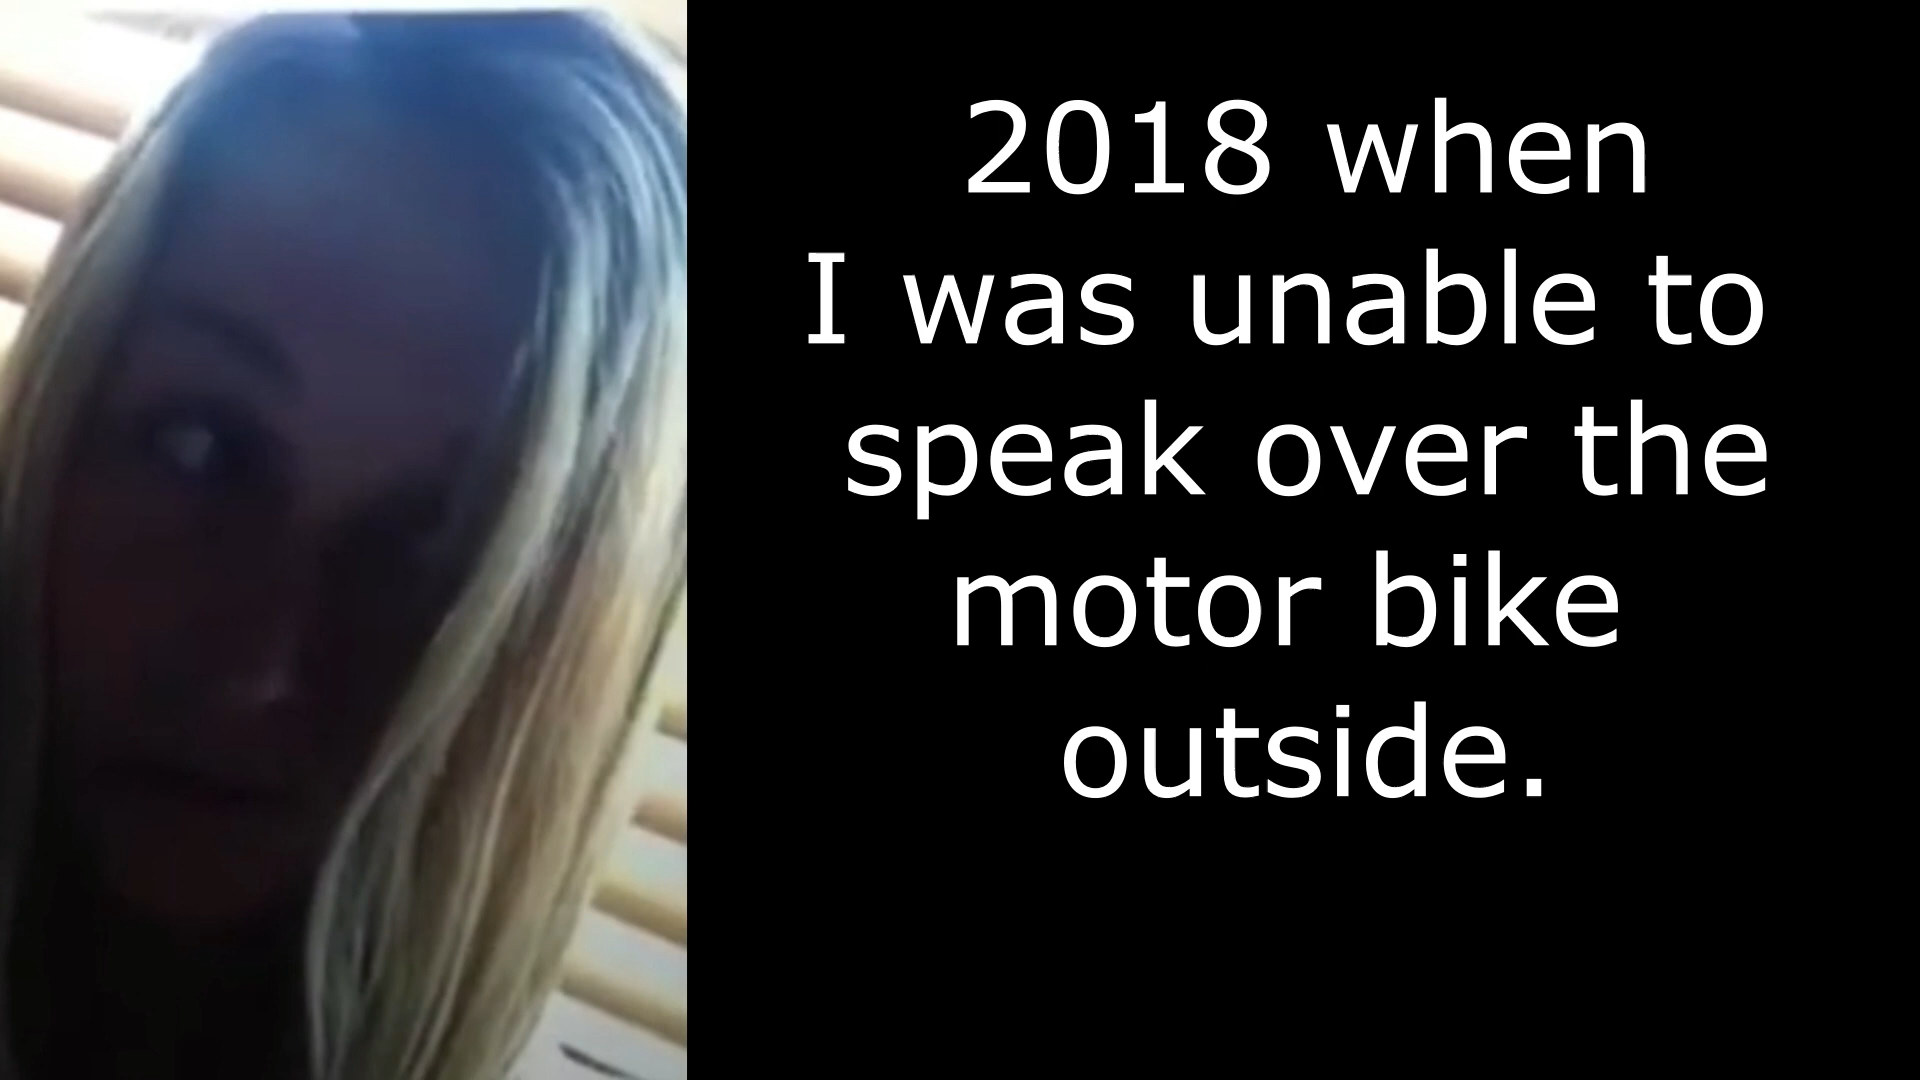 2018 when
I was unable to
speak over the
motor bike
outside.